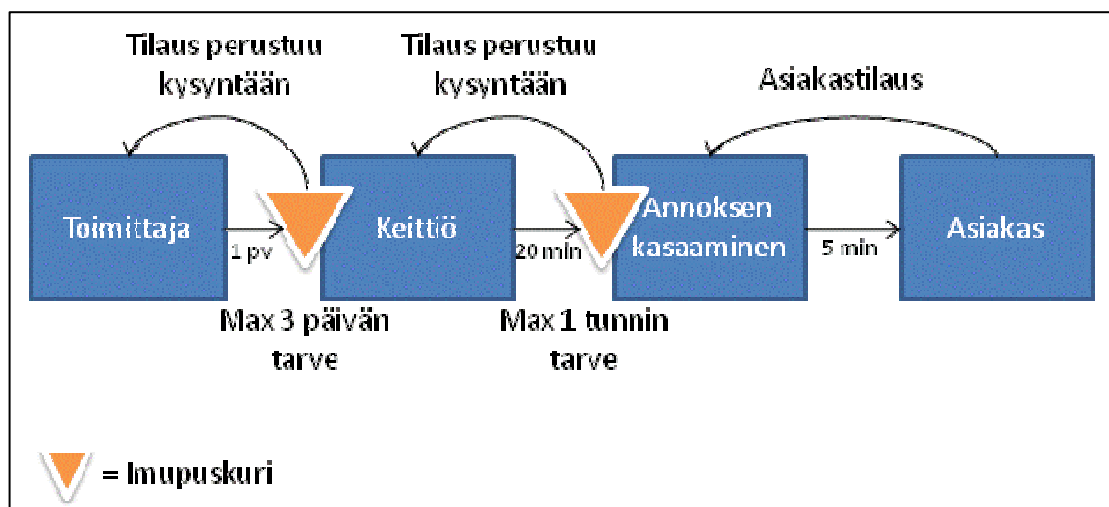 Tilaus perustuu
kysyntään
Tilaus perustuu
kysyntään
Asiakastilaus
Toimittaja
1 pv
Keittiö
20 min
Annoksen
kasaaminen
5 min
Asiakas
Max 3 päivän
tarve
Max 1 tunnin
tarve
= Imupuskuri